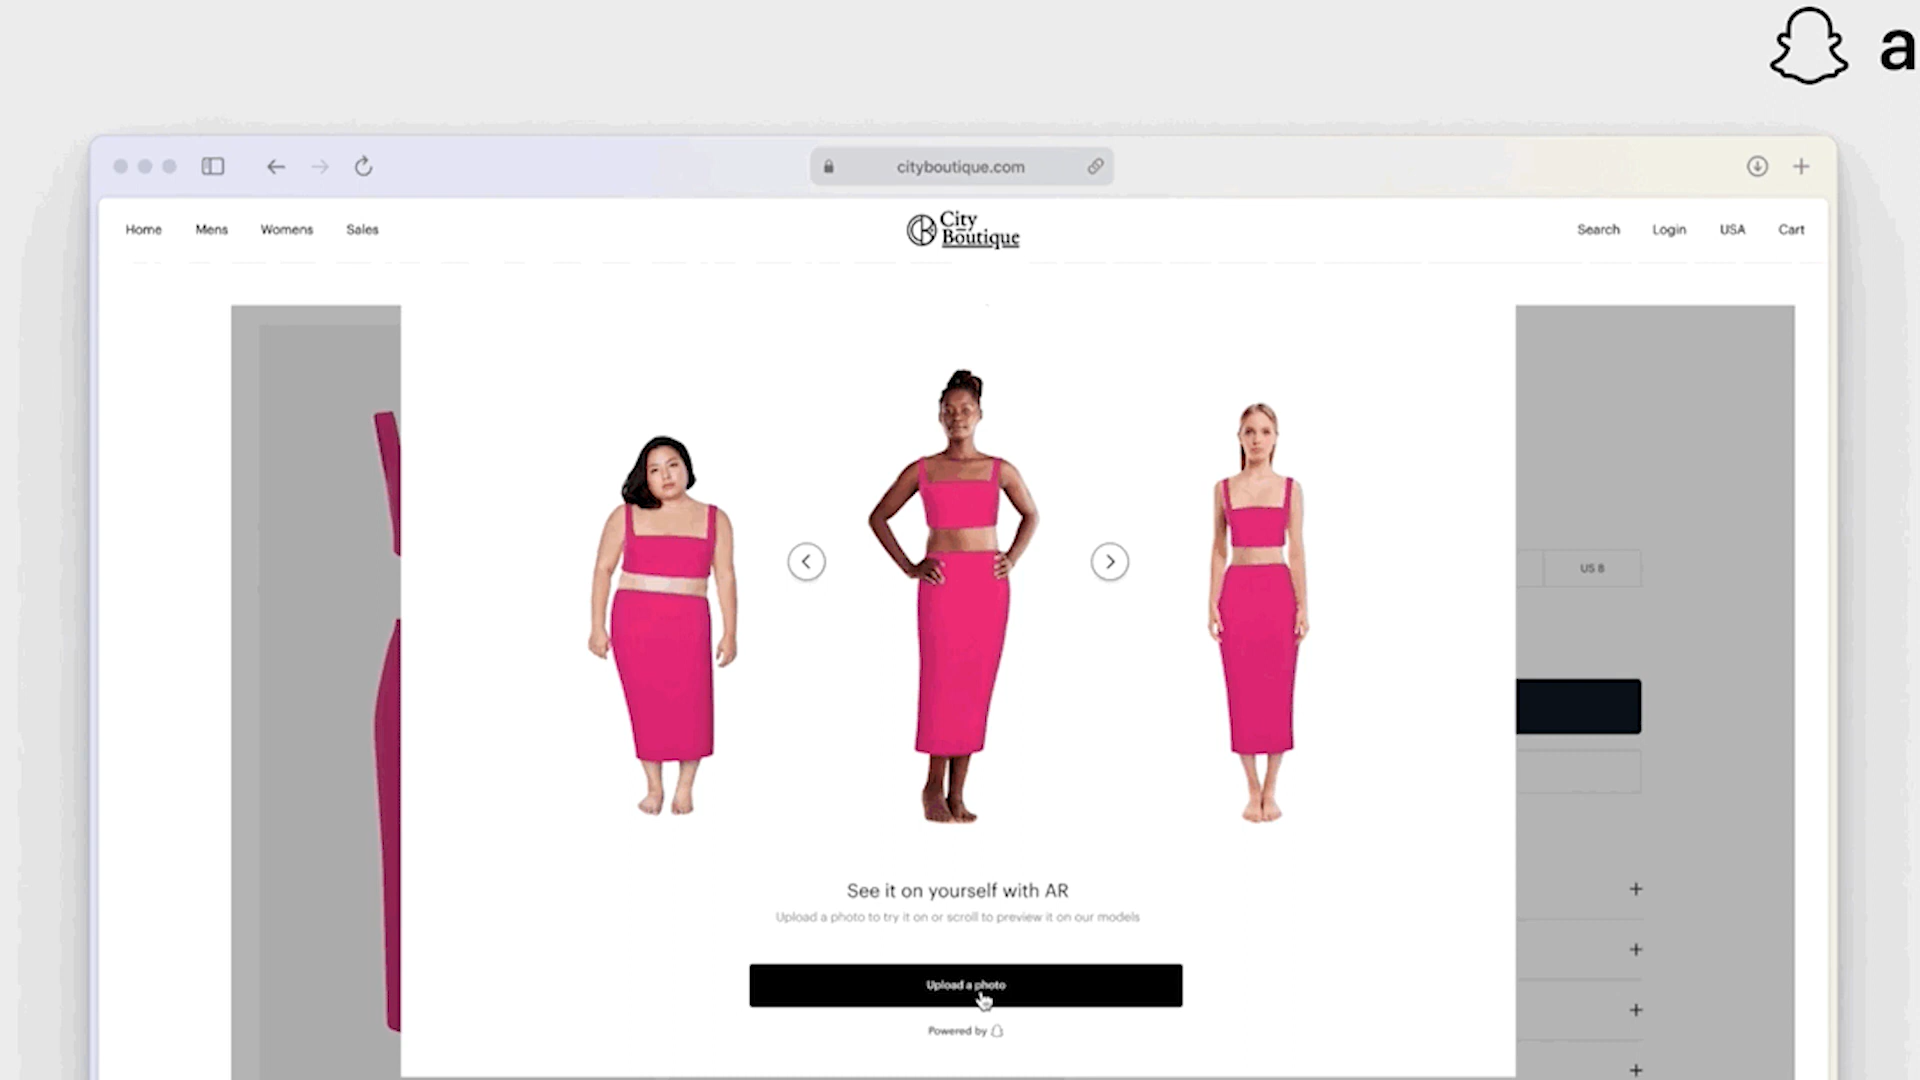 a
cityboutique.com
Home Mens Womens Sales
City
Boutique
Search Login USA Cart
US 8
See it on yourself with AR
Upload a photo to try it on or scroll to preview it on our models
Upload a photo
Powered by